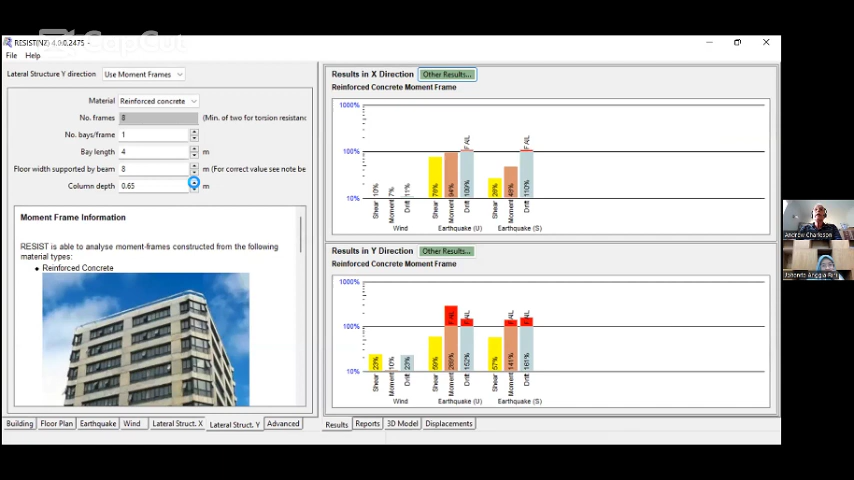 RESIST(NZ) 4.0.0.2475 -
CapCut
File Help
Lateral Structure Y direction Use Moment Frames
Material Reinforced concrete
No. frames 8 (Min. of two for torsion resistanc
No. bays/frame 1
Bay length 4 m
Floor width supported by beam 8 m (For correct value see note be
Column depth 0.65 m
Moment Frame Information
RESIST is able to analyse moment-frames constructed from the following
material types:
Reinforced Concrete
Building Floor Plan Earthquake Wind Lateral Struct. X Lateral Struct. Y Advanced
Results in X Direction Other Results...
Reinforced Concrete Moment Frame
1000%
100%
10%
FAIL FAIL
Shear 10% Moment 7% Drift 11% Shear 78% Moment 94% Drift 109% Shear 26% Moment 49% Drift 110%
Wind Earthquake (U) Earthquake (S)
Results in Y Direction Other Results...
Reinforced Concrete Moment Frame
1000%
100%
10%
FAIL FAIL FAIL FAIL
Shear 23% Moment 10% Drift 23% Shear 59% Moment Drift 152% Shear 57% Moment 141% Drift 161%
Wind Earthquake (U) Earthquake (S)
Results Reports 3D Model Displacements
Andrew Charleson